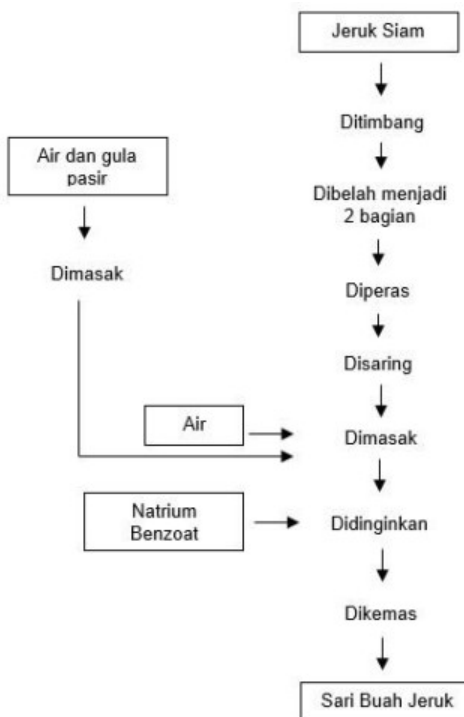 Jeruk Siam
Ditimbang
Air dan gula
pasir
Dibelah menjadi
2 bagian
Dimasak
Diperas
Disaring
Air
Dimasak
Natrium
Benzoat
Didinginkan
Dikemas
Sari Buah Jeruk